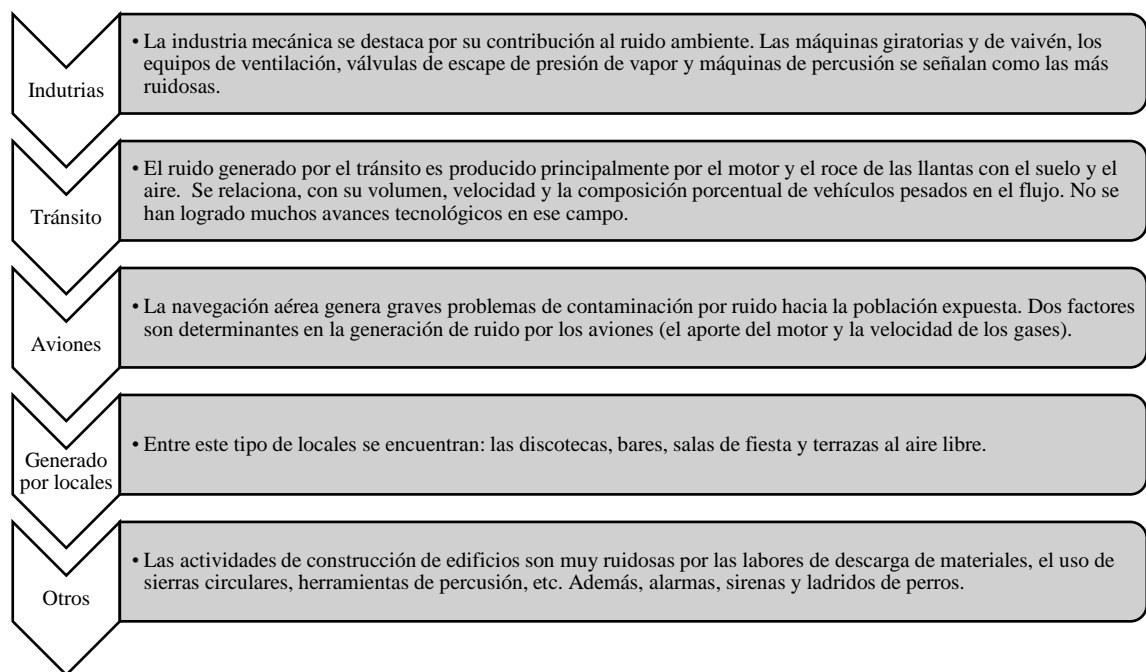 Indutrias
• La industria mecánica se destaca por su contribución al ruido ambiente. Las máquinas giratorias y de vaivén, los
equipos de ventilación, válvulas de escape de presión de vapor y máquinas de percusión se señalan como las más
ruidosas.
Tránsito
• El ruido generado por el tránsito es producido principalmente por el motor y el roce de las llantas con el suelo y el
aire. Se relaciona, con su volumen, velocidad y la composición porcentual de vehículos pesados en el flujo. No se
han logrado muchos avances tecnológicos en ese campo.
Aviones
• La navegación aérea genera graves problemas de contaminación por ruido hacia la población expuesta. Dos factores
son determinantes en la generación de ruido por los aviones (el aporte del motor y la velocidad de los gases).
Generado
por locales
• Entre este tipo de locales se encuentran: las discotecas, bares, salas de fiesta y terrazas al aire libre.
Otros
• Las actividades de construcción de edificios son muy ruidosas por las labores de descarga de materiales, el uso de
sierras circulares, herramientas de percusión, etc. Además, alarmas, sirenas y ladridos de perros.